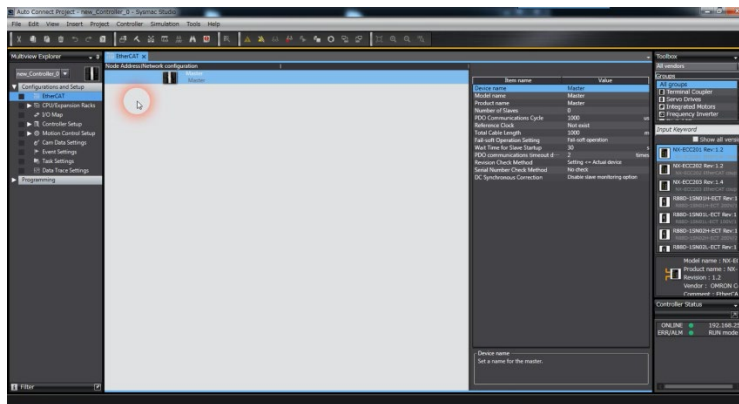 Auto Connect Project - new_Controller_0 - Sysmac Studio
File Edit View Insert Project Controller Simulation Tools Help
Multiview Explorer
new_Controller_0
Configurations and Setup
EtherCAT
CPU/Expansion Racks
I/O Map
Controller Setup
Motion Control Setup
Cam Data Settings
Event Settings
Task Settings
Data Trace Settings
Programming
Filter
EtherCAT
Node Address/Network configuration
Master
Master
Item name Value
Device name Master
Model name Master
Product name Master
Number of Slaves 0
PDO Communications Cycle 1000 us
Reference Clock Not exist
Total Cable Length 1000 m
Fail-soft Operation Setting Fail-soft operation
Wait Time for Slave Startup 30 s
PDO communications timeout d 2 times
Revision Check Method Setting <= Actual device
Serial Number Check Method No check
DC Synchronous Correction Disable slave monitoring option
Device name
Set a name for the master.
Toolbox
All vendors
Groups
All groups
Terminal Coupler
Servo Drives
Integrated Motors
Frequency Inverter
Input Keyword
Show all versi
NX-ECC201 Rev:1.2
NX-ECC202 Rev:1.2
NX-ECC203 Rev:1.4
R88D-1SN01H-ECT Rev:1
R88D-1SN01L-ECT Rev:1
R88D-1SN02H-ECT Rev:1
R88D-1SN02L-ECT Rev:1
Model name : NX-E
Product name : NX-
Revision : 1.2
Vendor : OMRON C
Comment : EtherCA
Controller Status
ONLINE 192.168.25
ERR/ALM RUN mode